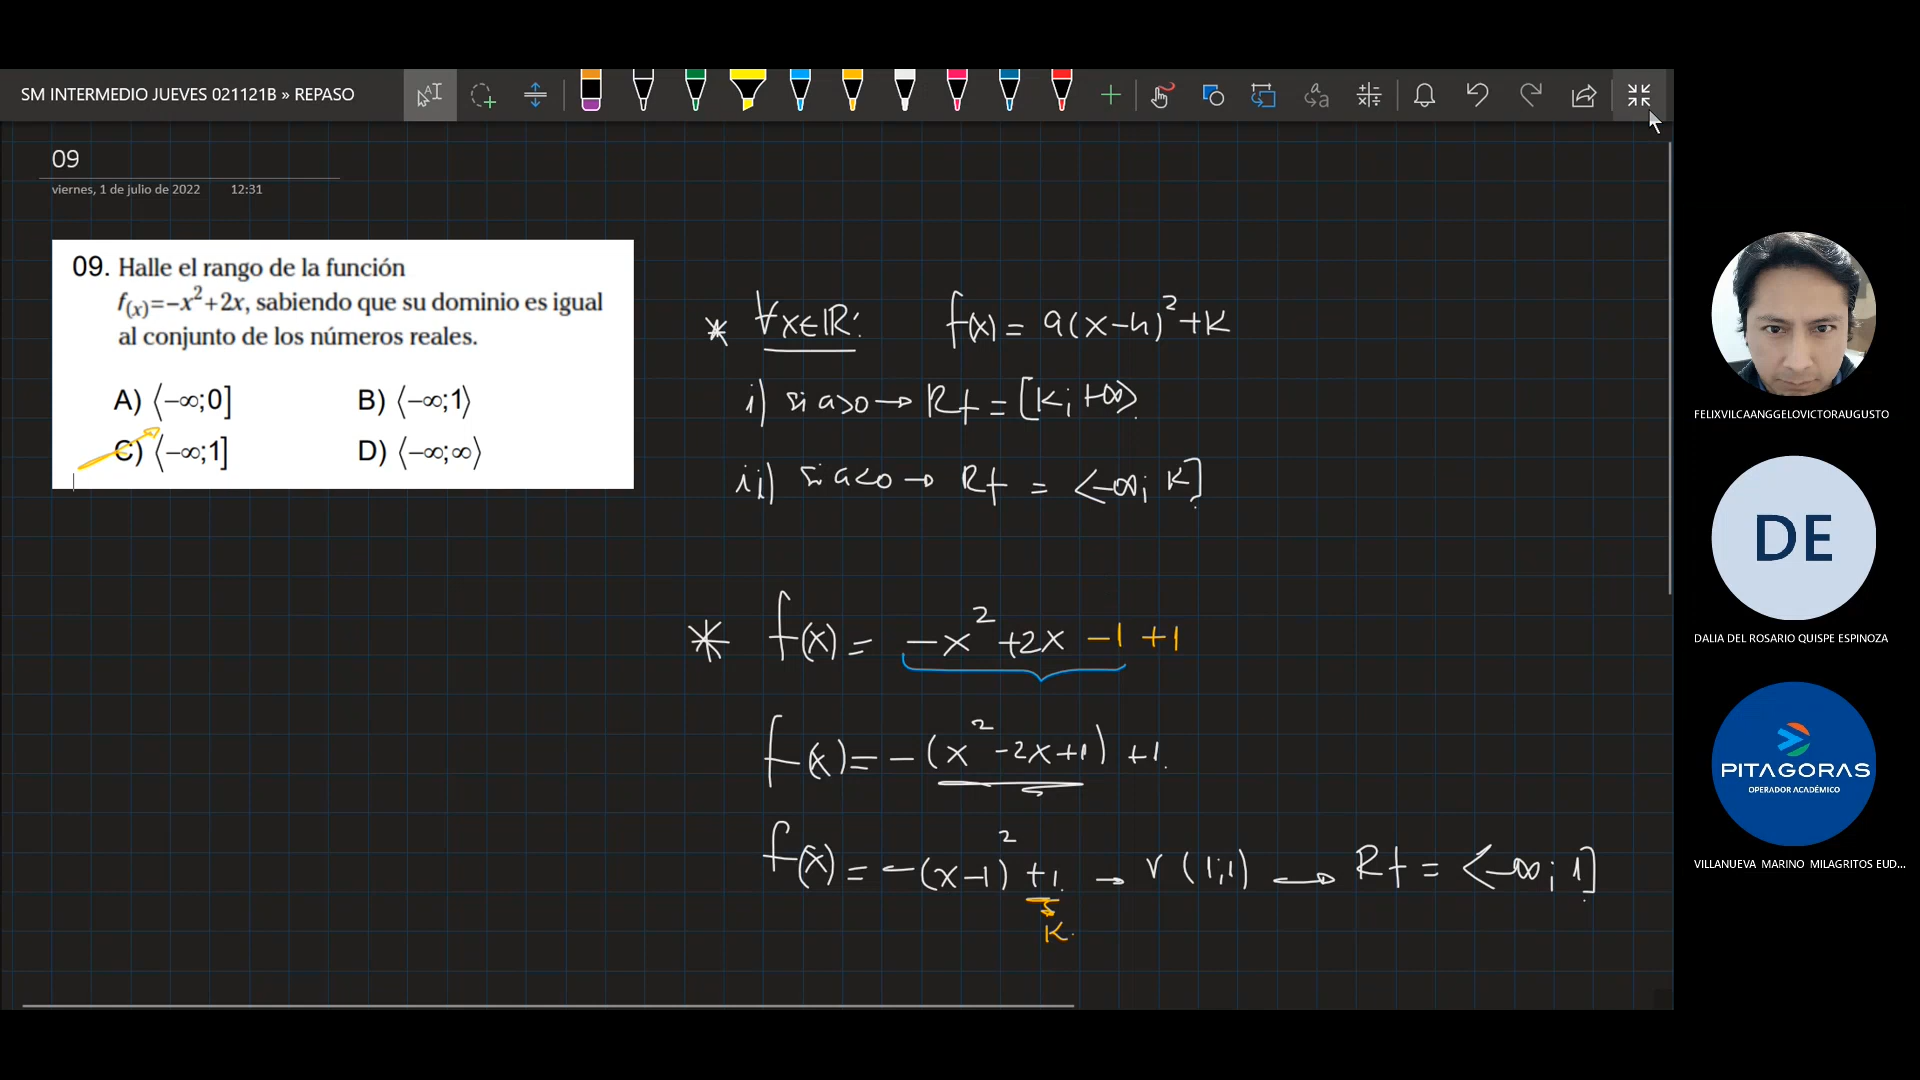 SM INTERMEDIO JUEVES 021121B » REPASO
09
viernes, 1 de julio de 2022 12:31
09. Halle el rango de la función
f(x)=−x²+2x, sabiendo que su dominio es igual
al conjunto de los números reales.
A) ⟨−∞;0] B) ⟨−∞;1⟩
C) ⟨−∞;1] D) ⟨−∞;∞⟩
* ∀x∈ℝ: f(x) = a(x-h)²+K
i) si a>0 → Rf = [K; +∞>
ii) si a<0 → Rf = <-∞; K]
* f(x) = -x²+2x -1 +1
f(x) = -(x²-2x+1) +1
f(x) = -(x-1)²+1 → V(1;1) → Rf = <-∞; 1]
K
FELIXVILCAANGGELOVICTORAUGUSTO
DE
DALIA DEL ROSARIO QUISPE ESPINOZA
PITAGORAS
OPERADOR ACADÉMICO
VILLANUEVA MARINO MILAGRITOS EUD...